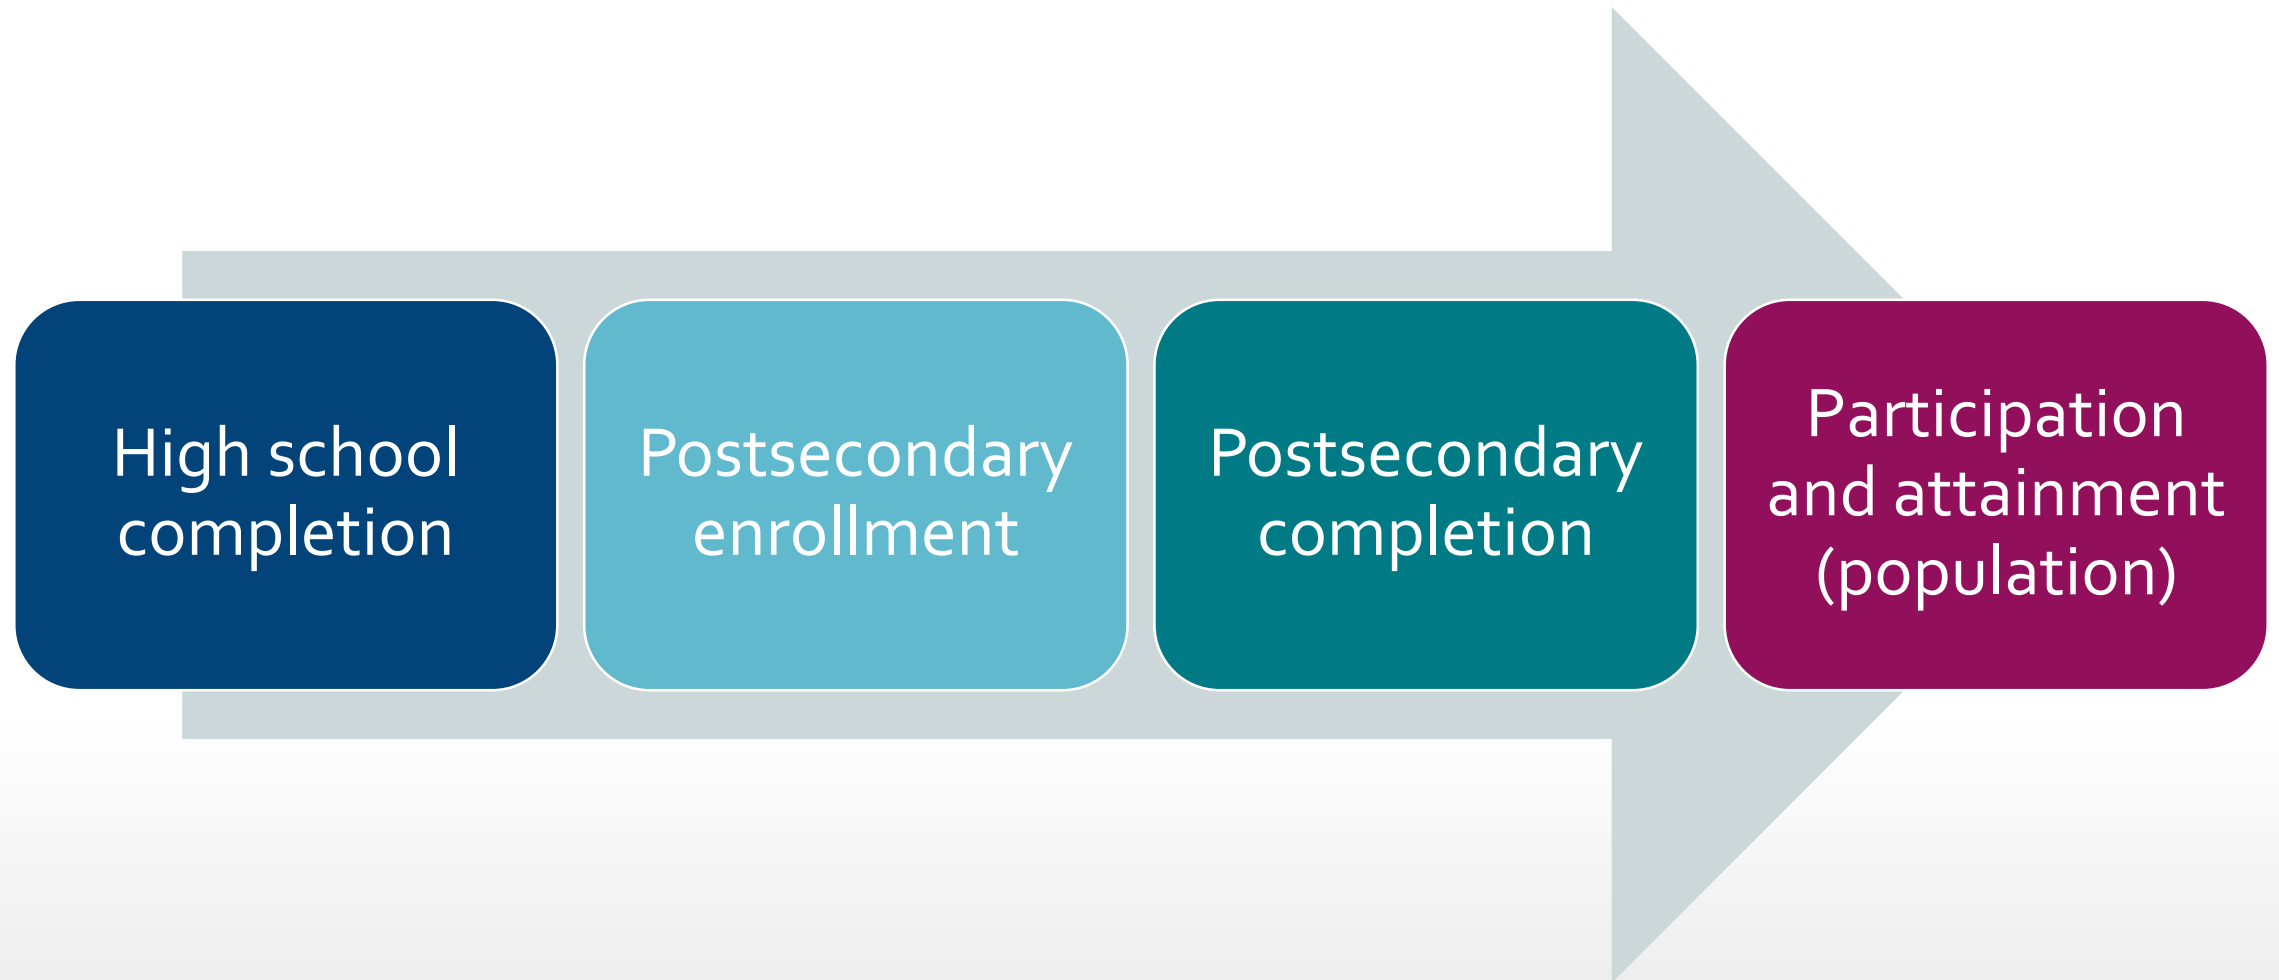 High school
completion
Postsecondary
enrollment
Postsecondary
completion
Participation
and attainment
(population)